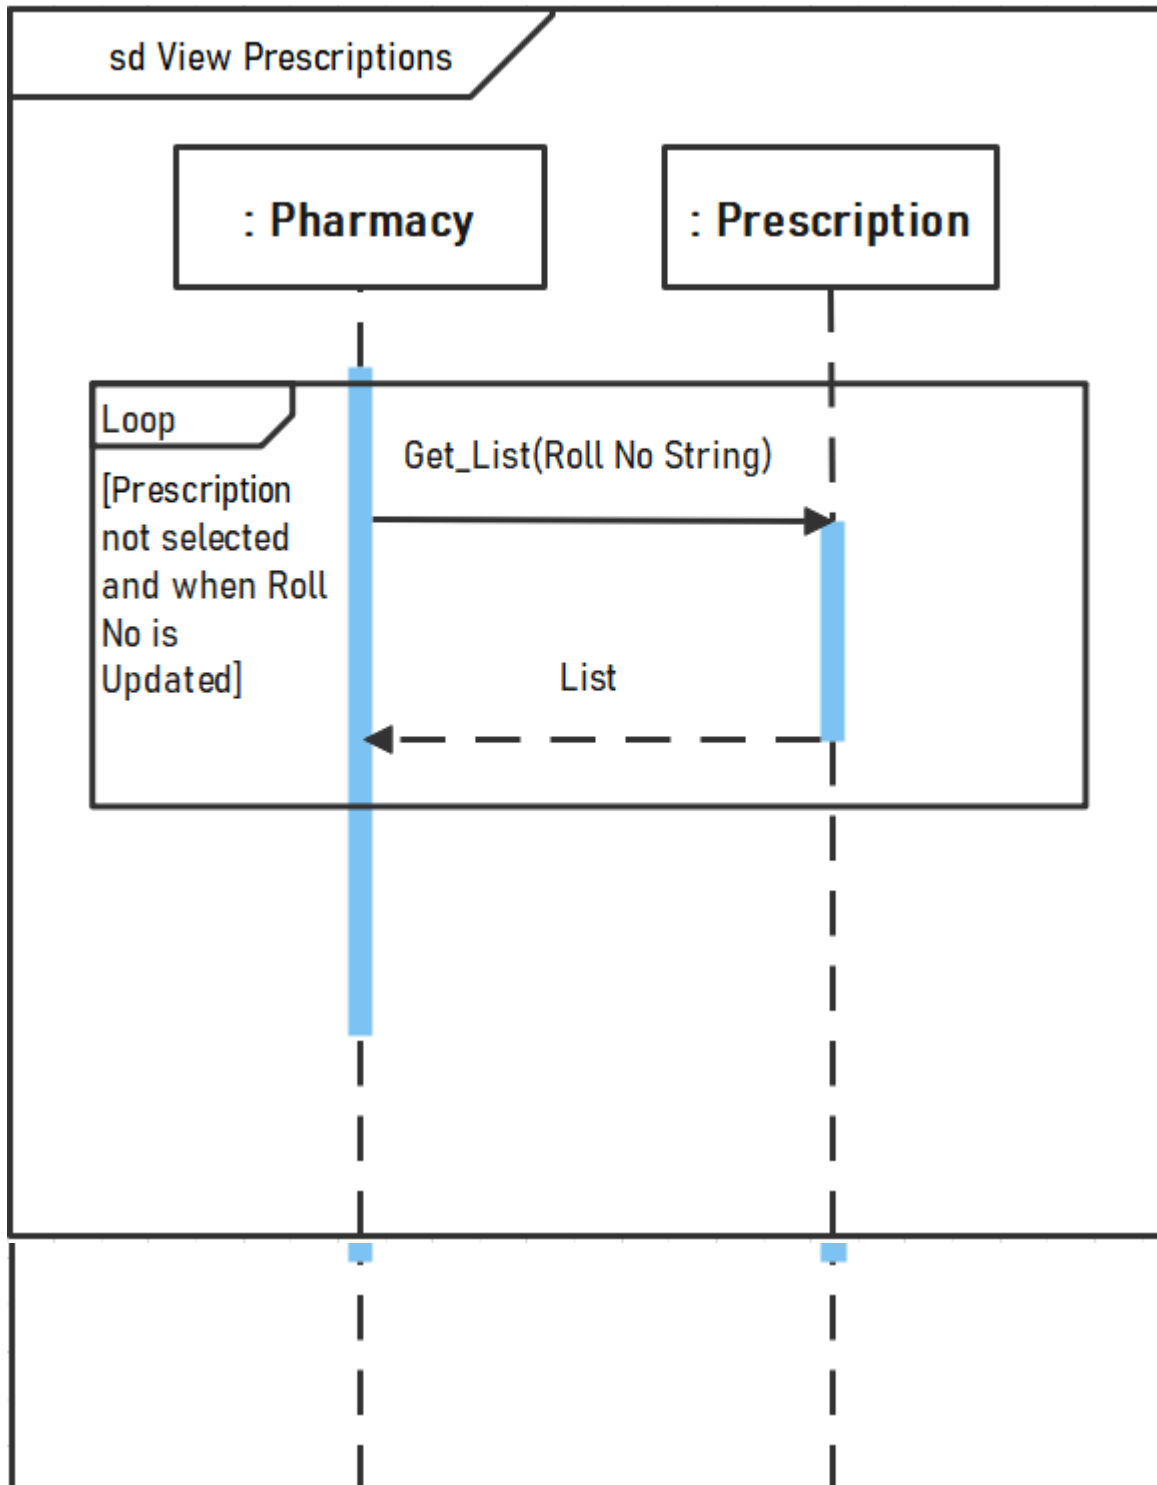 sd View Prescriptions
: Pharmacy
: Prescription
Loop
Get_List(Roll No String)
[Prescription
not selected
and when Roll
No is
Updated]
List